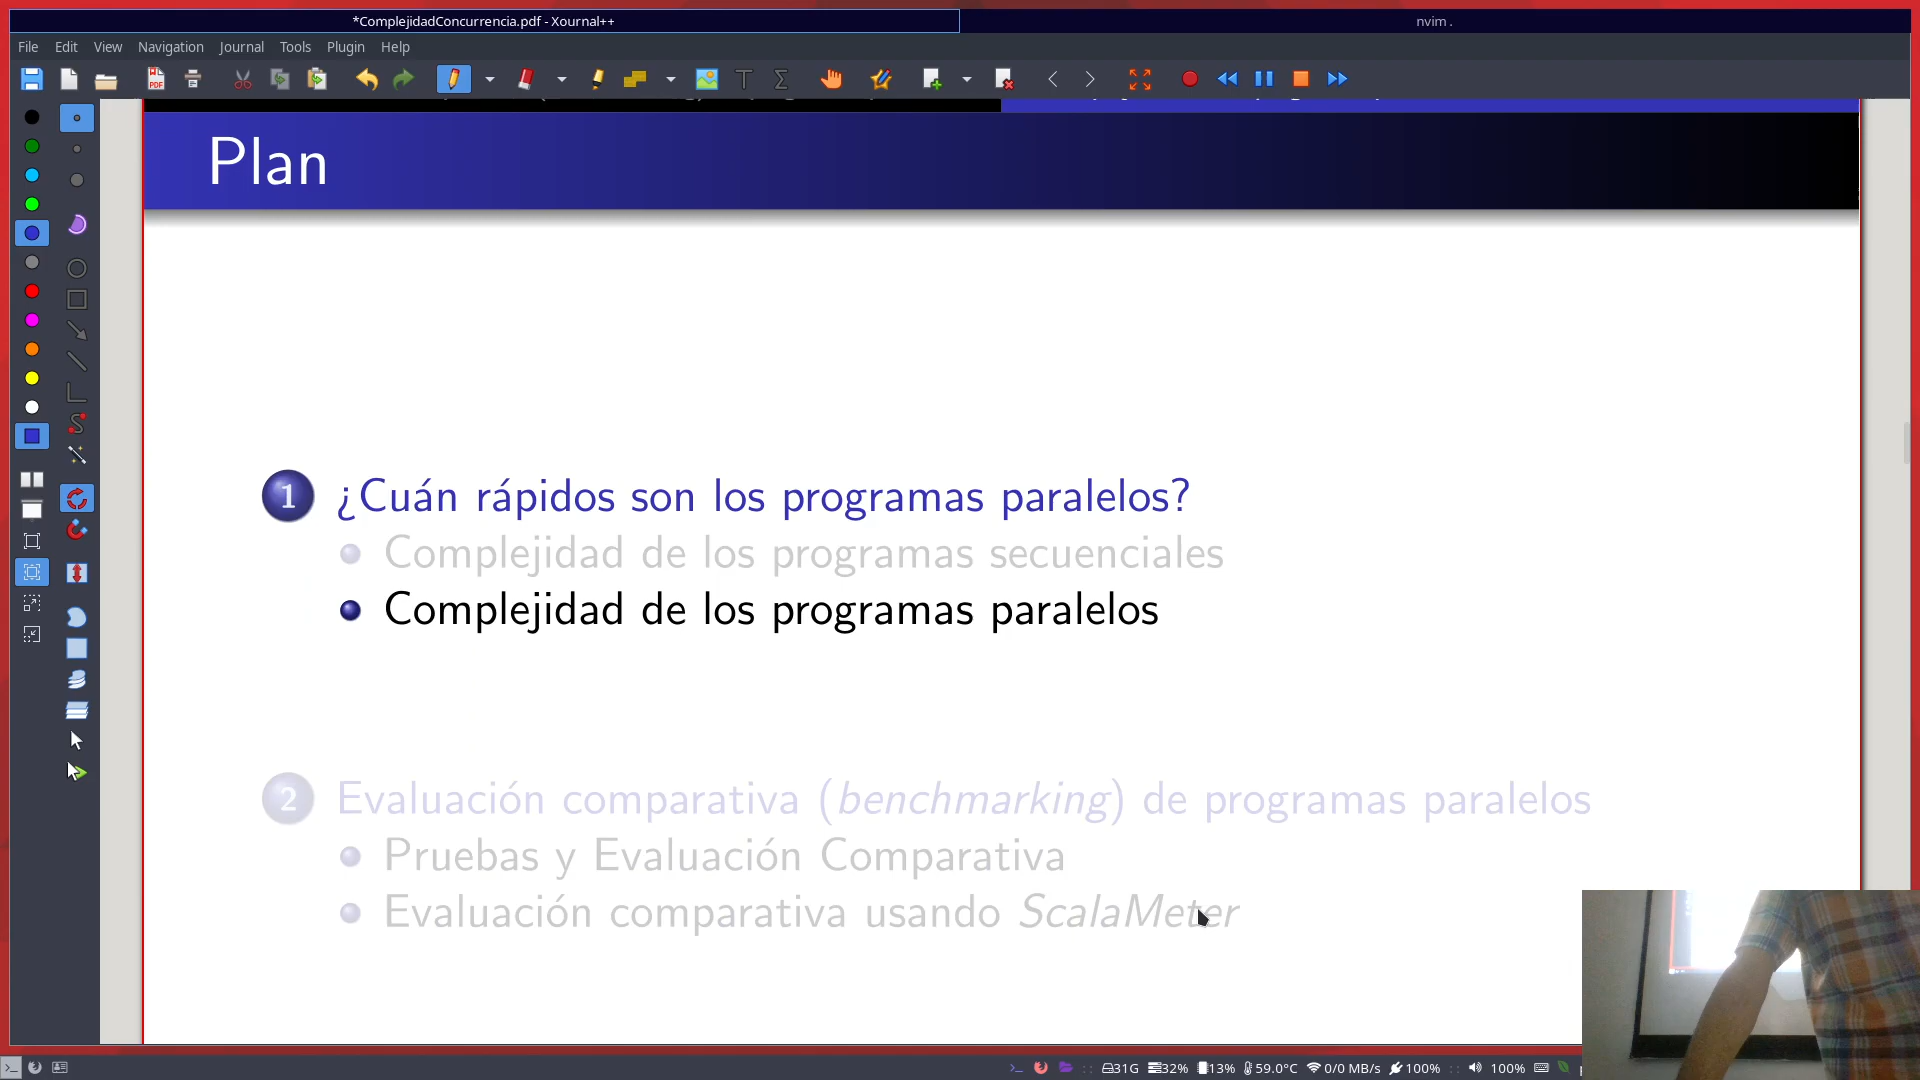 *ComplejidadConcurrencia.pdf - Xournal++
nvim .
File Edit View Navigation Journal Tools Plugin Help
Plan
1 ¿Cuán rápidos son los programas paralelos?
Complejidad de los programas secuenciales
Complejidad de los programas paralelos
2 Evaluación comparativa (benchmarking) de programas paralelos
Pruebas y Evaluación Comparativa
Evaluación comparativa usando ScalaMeter
31G 32% 13% 59.0°C 0/0 MB/s 100% 100%